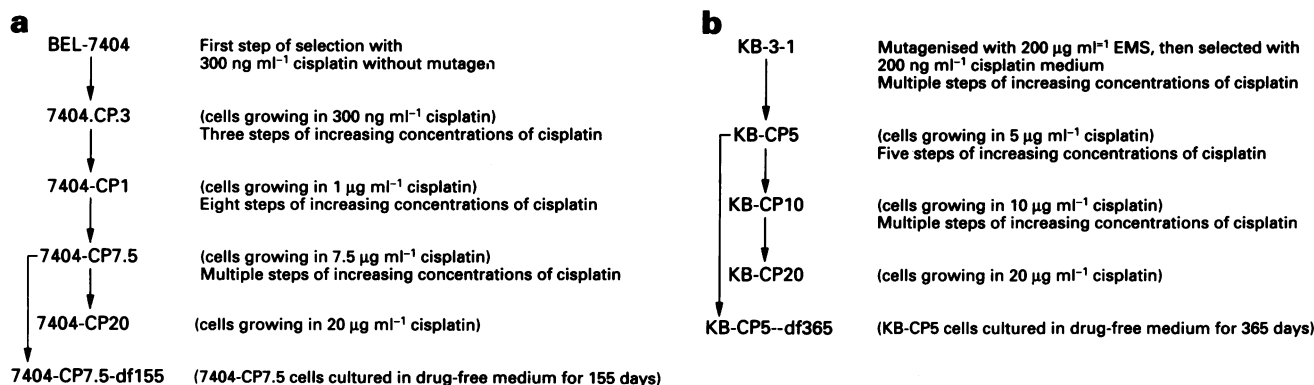 a
BEL-7404 First step of selection with
300 ng ml⁻¹ cisplatin without mutagen
7404.CP.3 (cells growing in 300 ng ml⁻¹ cisplatin)
Three steps of increasing concentrations of cisplatin
7404-CP1 (cells growing in 1 µg ml⁻¹ cisplatin)
Eight steps of increasing concentrations of cisplatin
7404-CP7.5 (cells growing in 7.5 µg ml⁻¹ cisplatin)
Multiple steps of increasing concentrations of cisplatin
7404-CP20 (cells growing in 20 µg ml⁻¹ cisplatin)
7404-CP7.5-df155 (7404-CP7.5 cells cultured in drug-free medium for 155 days)
b
KB-3-1 Mutagenised with 200 µg ml⁻¹ EMS, then selected with
200 ng ml⁻¹ cisplatin medium
Multiple steps of increasing concentrations of cisplatin
KB-CP5 (cells growing in 5 µg ml⁻¹ cisplatin)
Five steps of increasing concentrations of cisplatin
KB-CP10 (cells growing in 10 µg ml⁻¹ cisplatin)
Multiple steps of increasing concentrations of cisplatin
KB-CP20 (cells growing in 20 µg ml⁻¹ cisplatin)
KB-CP5--df365 (KB-CP5 cells cultured in drug-free medium for 365 days)